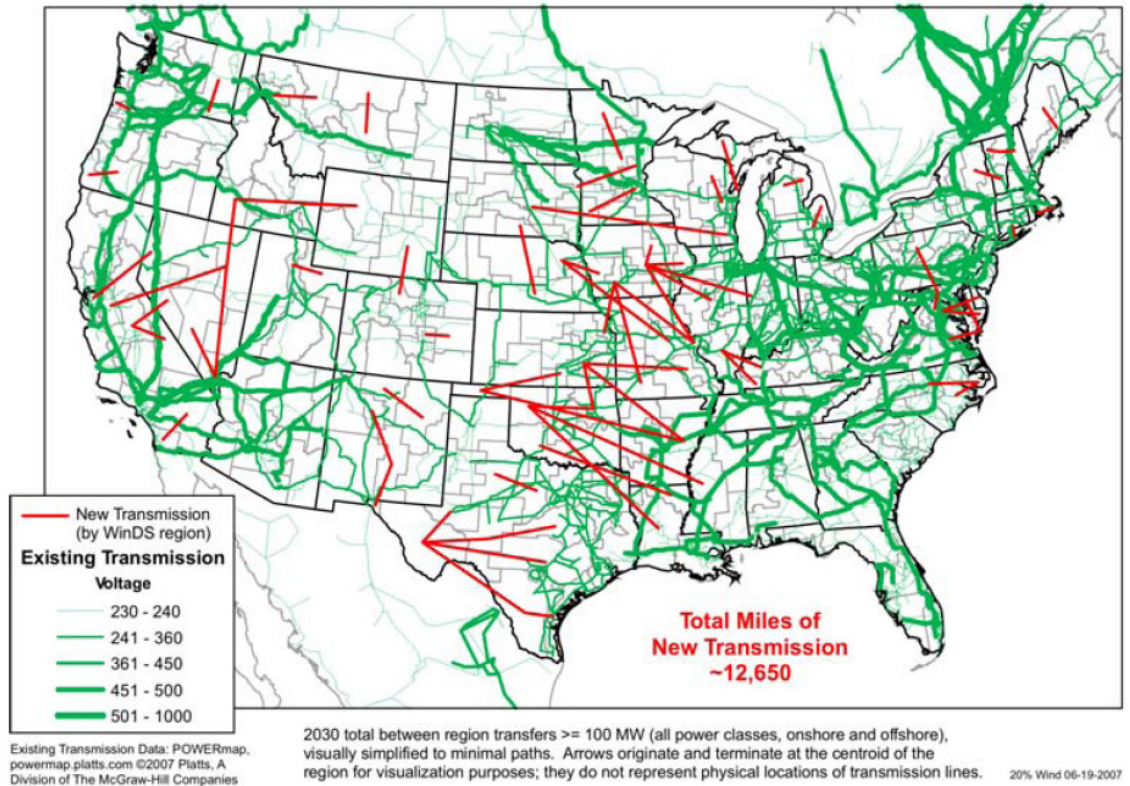 New Transmission
(by WinDS region)
Existing Transmission
Voltage
230 - 240
241 - 360
361 - 450
451 - 500
501 - 1000
Total Miles of
New Transmission
~12,650
Existing Transmission Data: POWERmap,
powermap.platts.com ©2007 Platts, A
Division of The McGraw-Hill Companies
2030 total between region transfers >= 100 MW (all power classes, onshore and offshore),
visually simplified to minimal paths.  Arrows originate and terminate at the centroid of the
region for visualization purposes; they do not represent physical locations of transmission lines.
20% Wind 06-19-2007